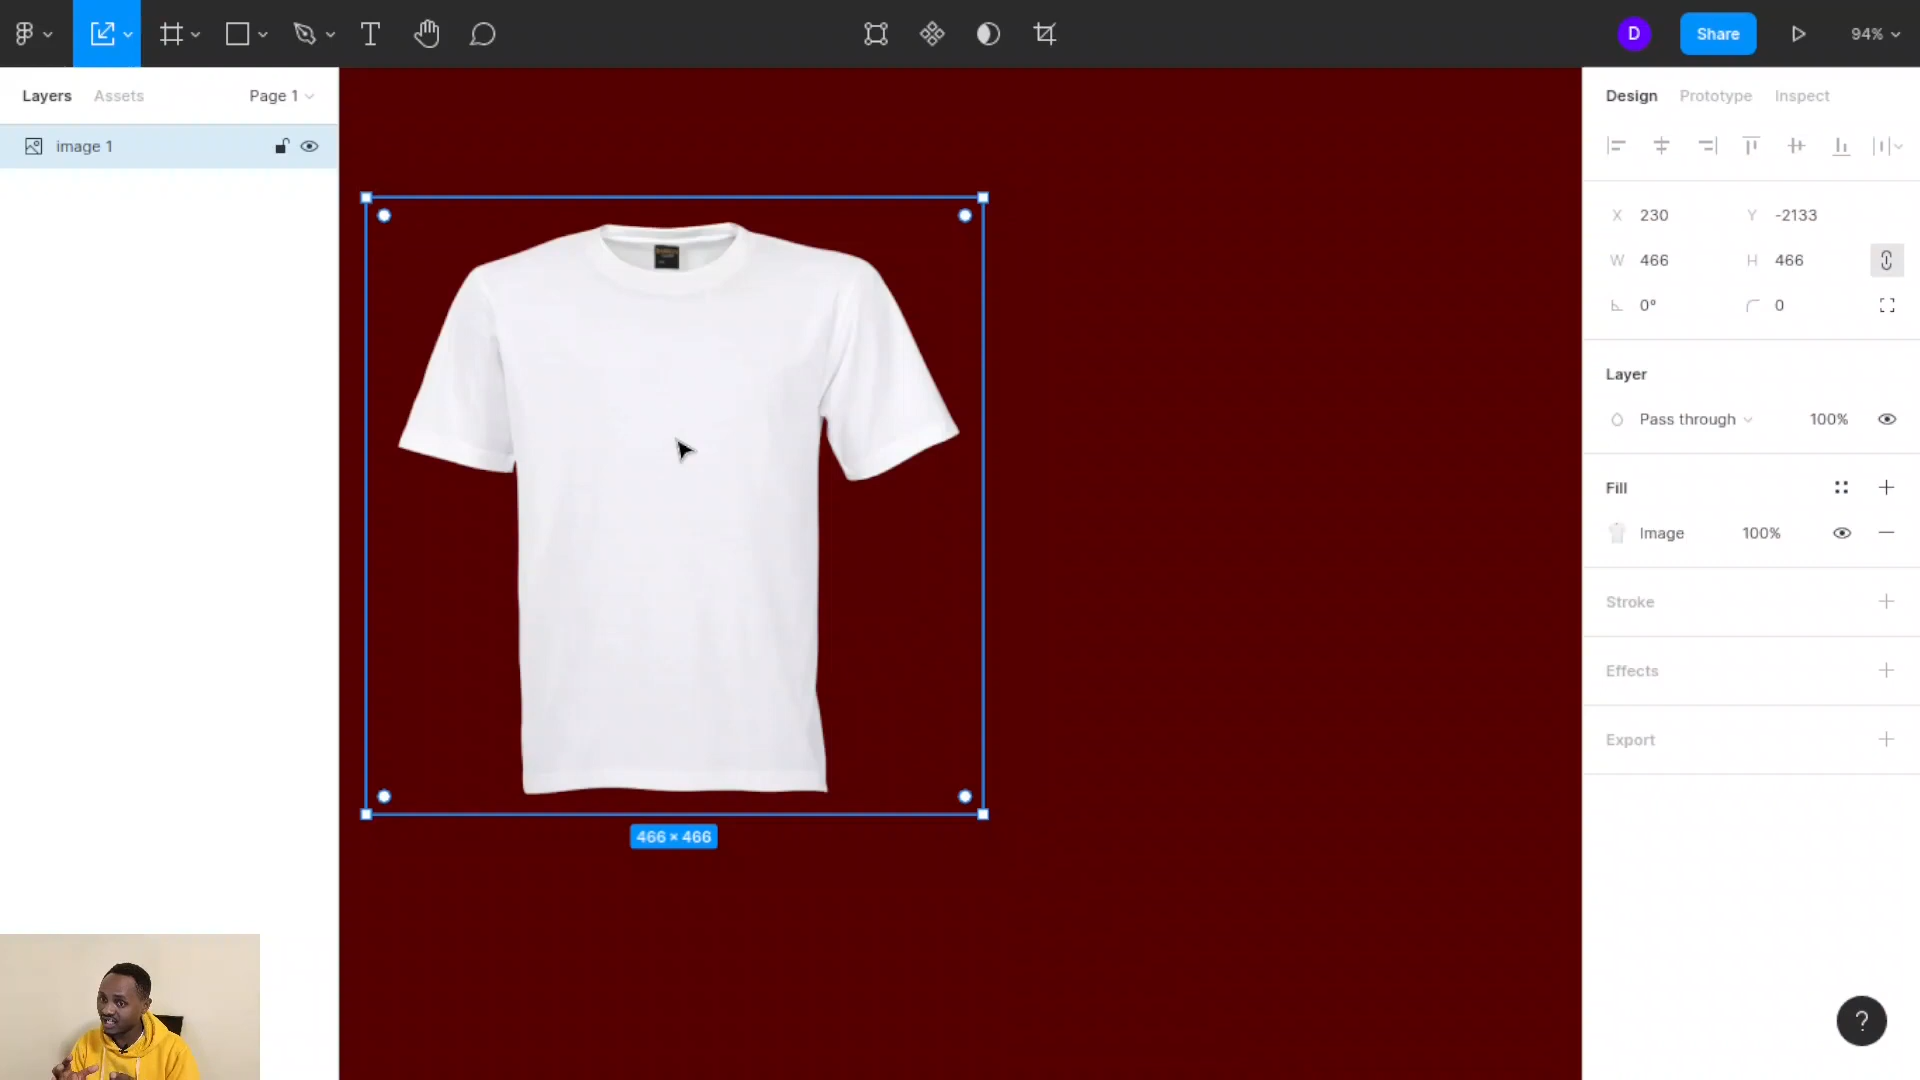 D
Share
94%
Layers
Assets
Page 1
image 1
466 × 466
Design
Prototype
Inspect
X 230
Y -2133
W 466
H 466
0°
0
Layer
Pass through
100%
Fill
Image
100%
Stroke
Effects
Export
?